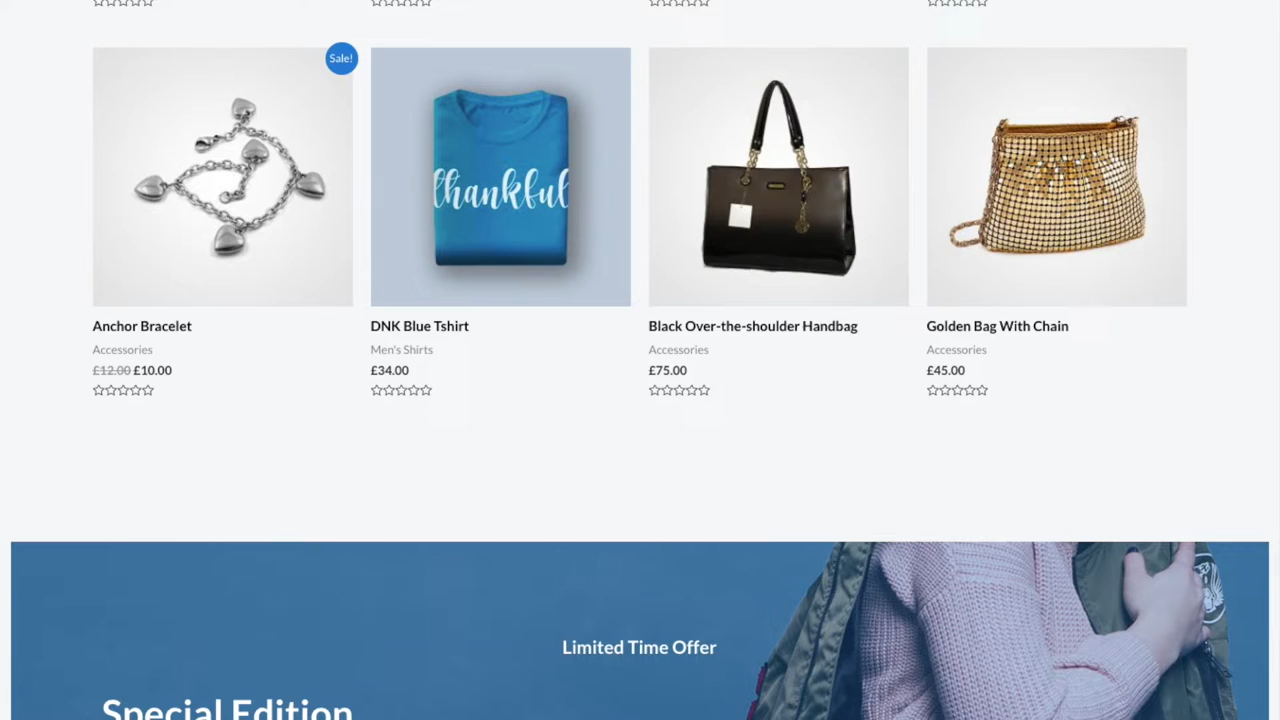 Sale!
thankful
Anchor Bracelet
Accessories
£12.00 £10.00
DNK Blue Tshirt
Men's Shirts
£34.00
Black Over-the-shoulder Handbag
Accessories
£75.00
Golden Bag With Chain
Accessories
£45.00
Limited Time Offer
Special Edition